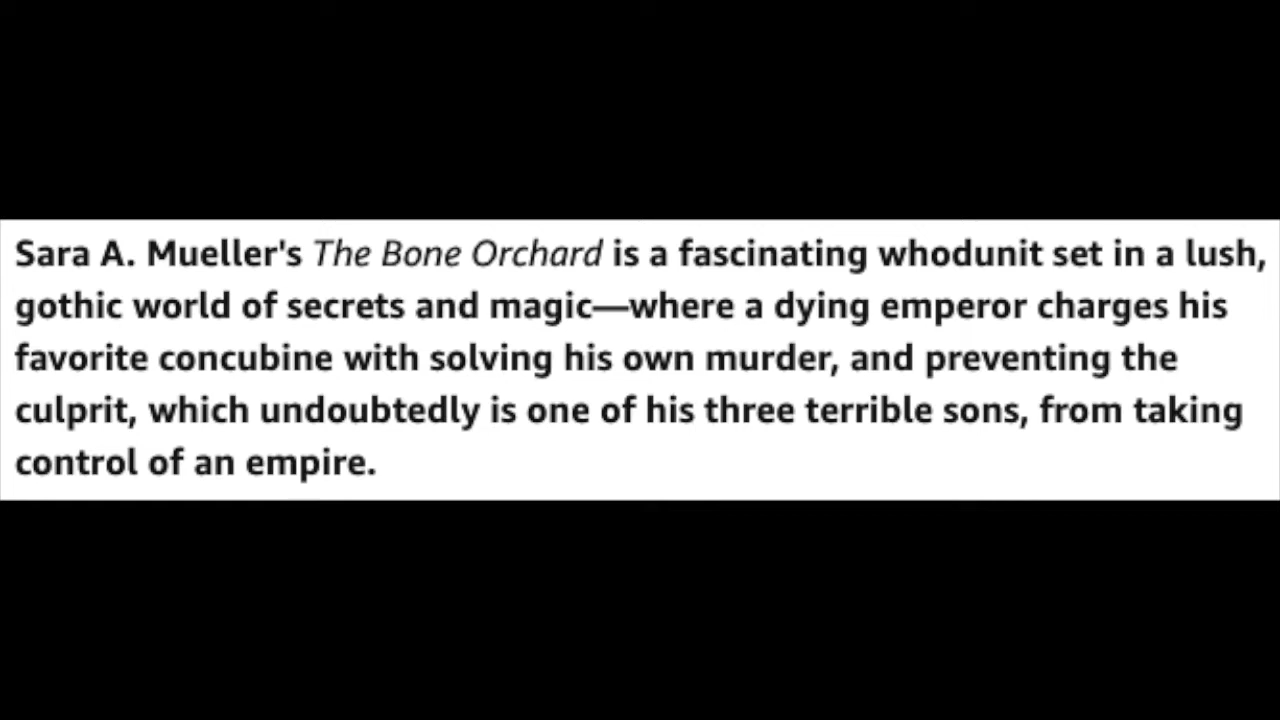 Sara A. Mueller's The Bone Orchard is a fascinating whodunit set in a lush,
gothic world of secrets and magic—where a dying emperor charges his
favorite concubine with solving his own murder, and preventing the
culprit, which undoubtedly is one of his three terrible sons, from taking
control of an empire.